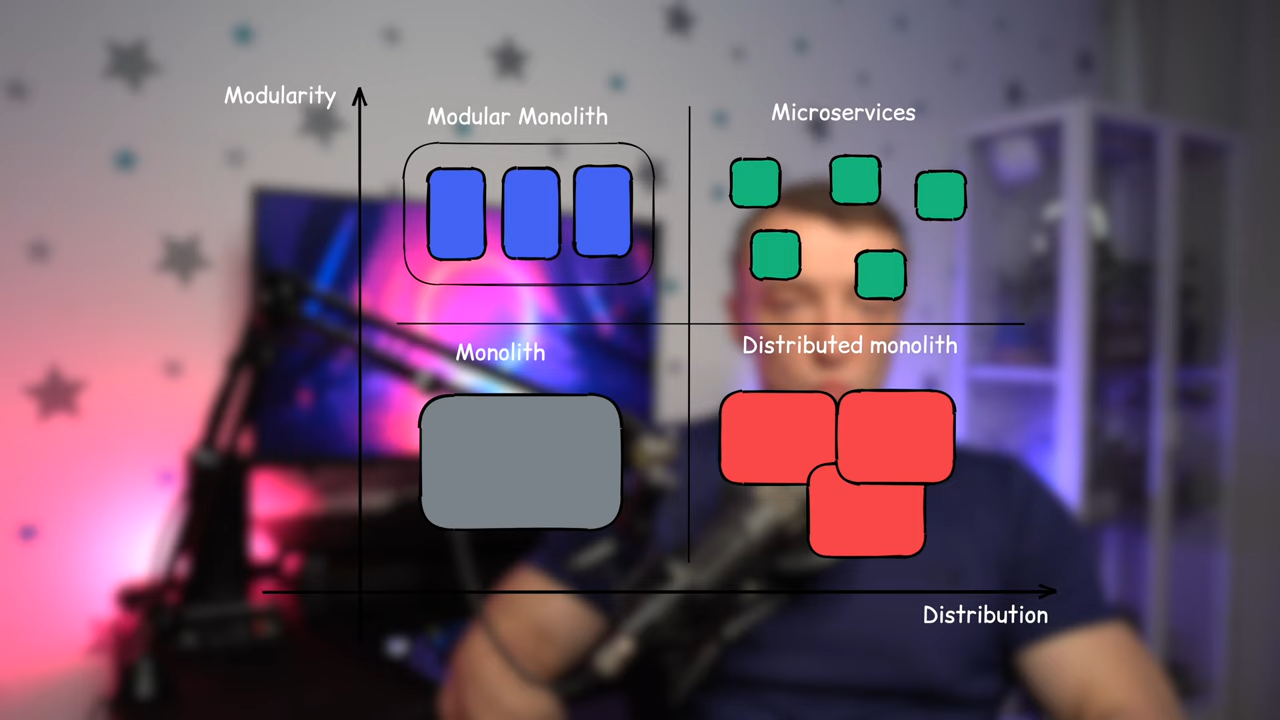 Modularity
Modular Monolith
Microservices
Monolith
Distributed monolith
Distribution